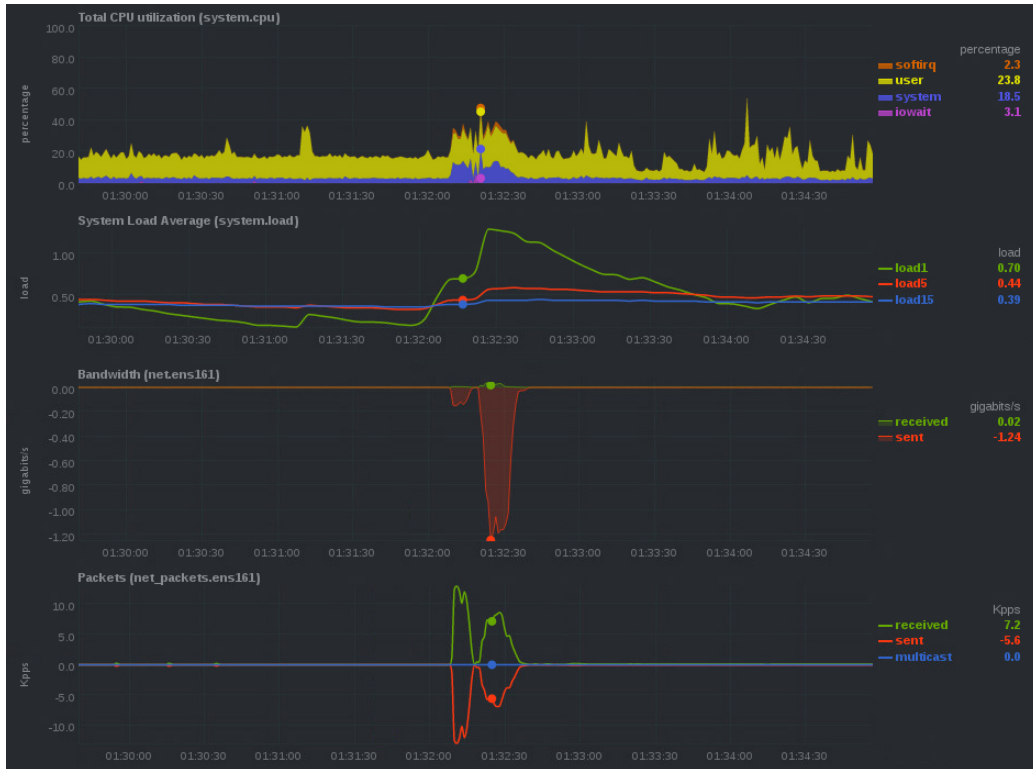 Total CPU utilization (system.cpu)
100.0
80.0
60.0
40.0
20.0
0.0
percentage
01:30:00 01:30:30 01:31:00 01:31:30 01:32:00 01:32:30 01:33:00 01:33:30 01:34:00 01:34:30
percentage
softirq 2.3
user 23.8
system 18.5
iowait 3.1
System Load Average (system.load)
1.00
0.50
load
01:30:00 01:30:30 01:31:00 01:31:30 01:32:00 01:32:30 01:33:00 01:33:30 01:34:00 01:34:30
load
load1 0.70
load5 0.44
load15 0.39
Bandwidth (net.ens161)
0.00
-0.20
-0.40
-0.60
-0.80
-1.00
-1.20
gigabits/s
01:30:00 01:30:30 01:31:00 01:31:30 01:32:00 01:32:30 01:33:00 01:33:30 01:34:00 01:34:30
gigabits/s
received 0.02
sent -1.24
Packets (net_packets.ens161)
10.0
5.0
0.0
-5.0
-10.0
Kpps
01:30:00 01:30:30 01:31:00 01:31:30 01:32:00 01:32:30 01:33:00 01:33:30 01:34:00 01:34:30
Kpps
received 7.2
sent -5.6
multicast 0.0